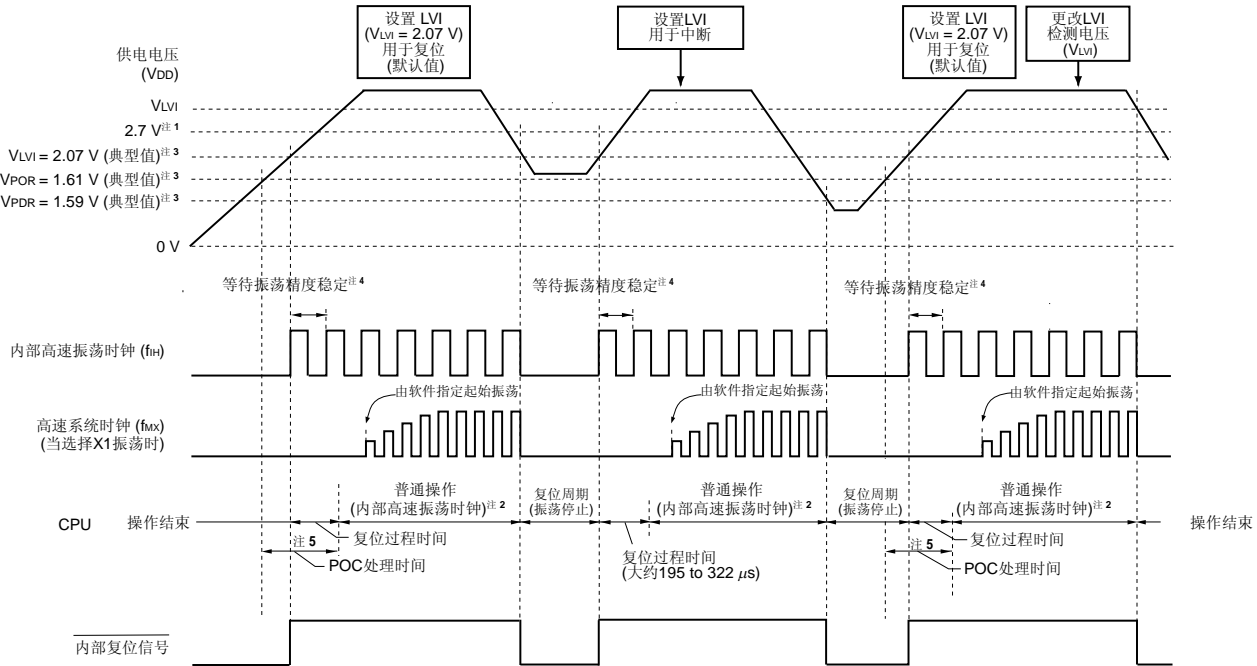 设置 LVI
(VLVI = 2.07 V)
用于复位
(默认值)
设置LVI
用于中断
设置 LVI
(VLVI = 2.07 V)
用于复位
(默认值)
更改LVI
检测电压
(VLVI)
供电电压
(VDD)
VLVI
2.7 V注 1
VLVI = 2.07 V (典型值)注 3
VPOR = 1.61 V (典型值)注 3
VPDR = 1.59 V (典型值)注 3
0 V
等待振荡精度稳定注 4
等待振荡精度稳定注 4
等待振荡精度稳定注 4
内部高速振荡时钟 (fIH)
由软件指定起始振荡
由软件指定起始振荡
由软件指定起始振荡
高速系统时钟 (fMX)
(当选择X1振荡时)
普通操作
(内部高速振荡时钟)注 2
复位周期
(振荡停止)
普通操作
(内部高速振荡时钟)注 2
复位周期
(振荡停止)
普通操作
(内部高速振荡时钟)注 2
CPU
操作结束
操作结束
注 5
复位过程时间
POC处理时间
复位过程时间
(大约195 to 322 μs)
注 5
复位过程时间
POC处理时间
内部复位信号